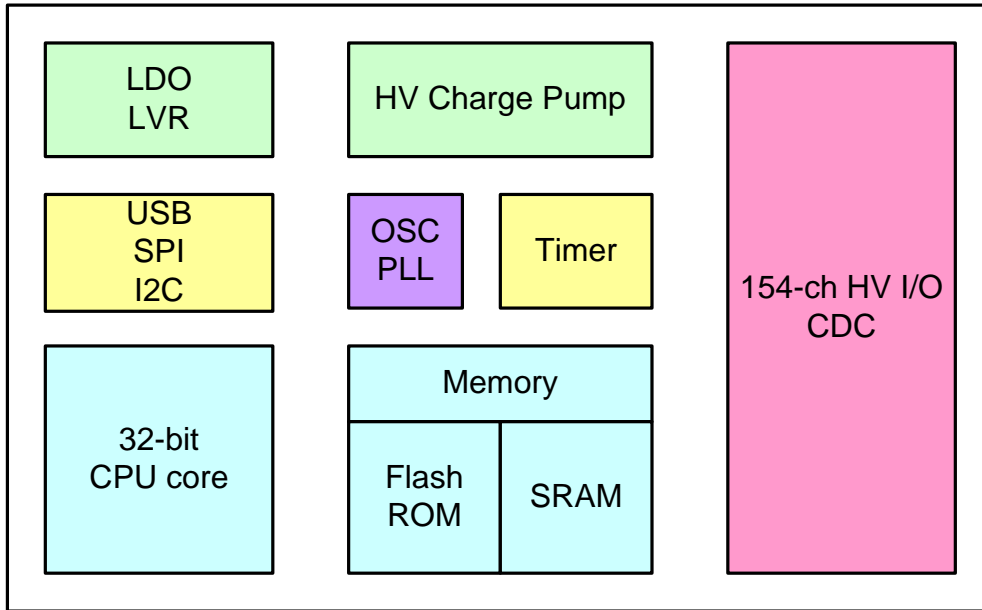 LDO
LVR
HV Charge Pump
USB
SPI
I2C
OSC
PLL
Timer
154-ch HV I/O
CDC
32-bit
CPU core
Memory
Flash
ROM
SRAM